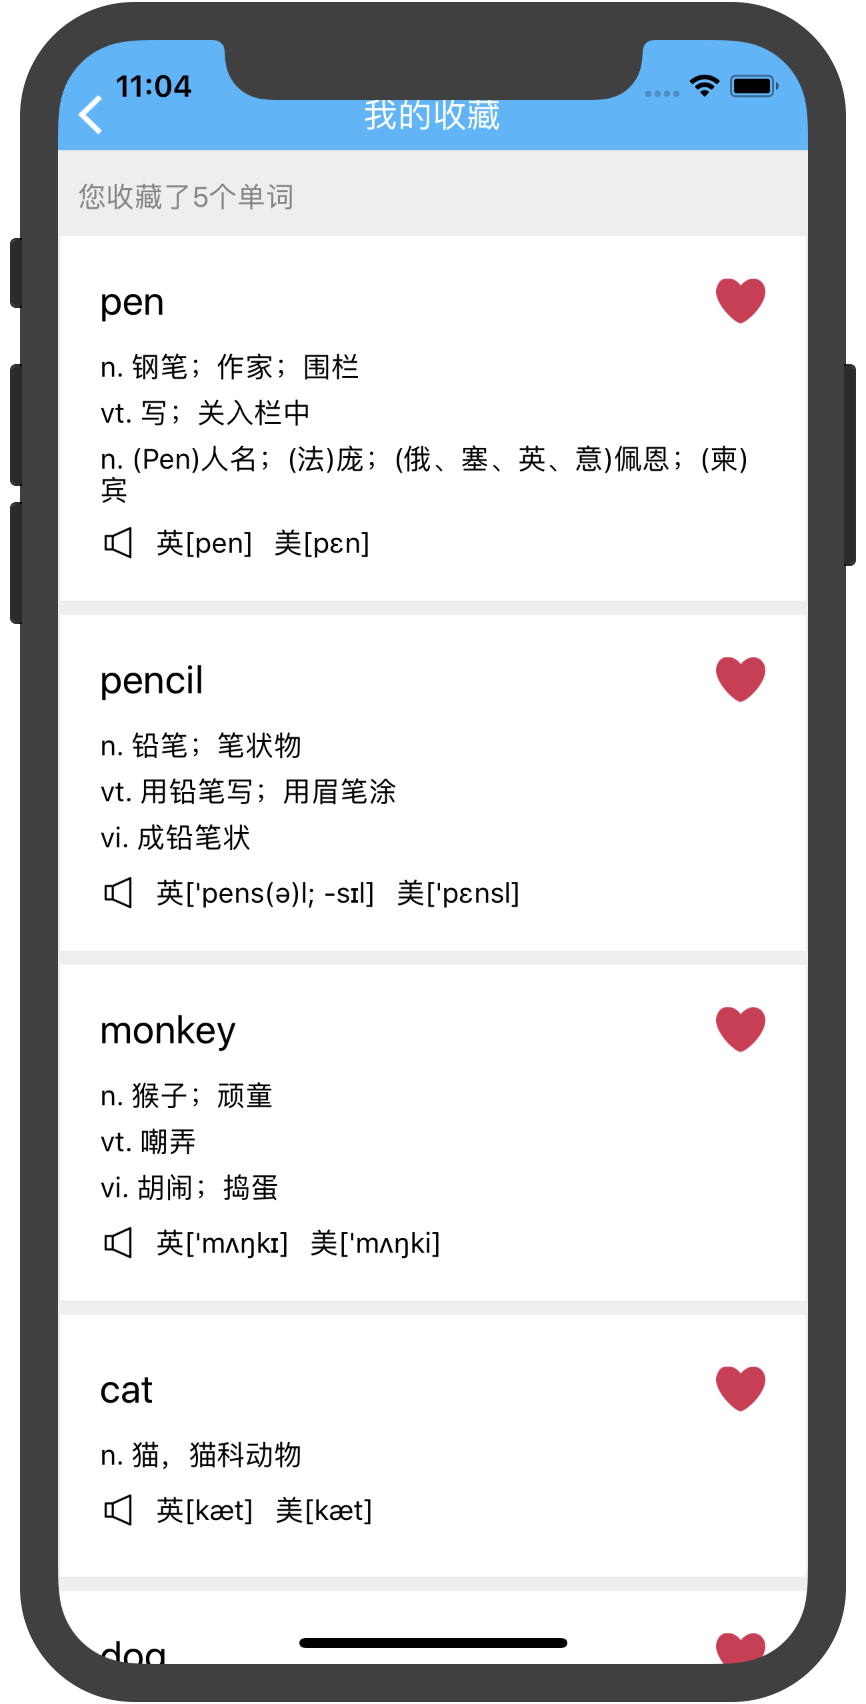 11:04
我的收藏
您收藏了5个单词
pen
n. 钢笔；作家；围栏
vt. 写；关入栏中
n. (Pen)人名；(法)庞；(俄、塞、英、意)佩恩；(柬)
宾
英[pen] 美[pɛn]
pencil
n. 铅笔；笔状物
vt. 用铅笔写；用眉笔涂
vi. 成铅笔状
英['pens(ə)l; -sɪl] 美['pɛnsl]
monkey
n. 猴子；顽童
vt. 嘲弄
vi. 胡闹；捣蛋
英['mʌŋkɪ] 美['mʌŋki]
cat
n. 猫，猫科动物
英[kæt] 美[kæt]
dog